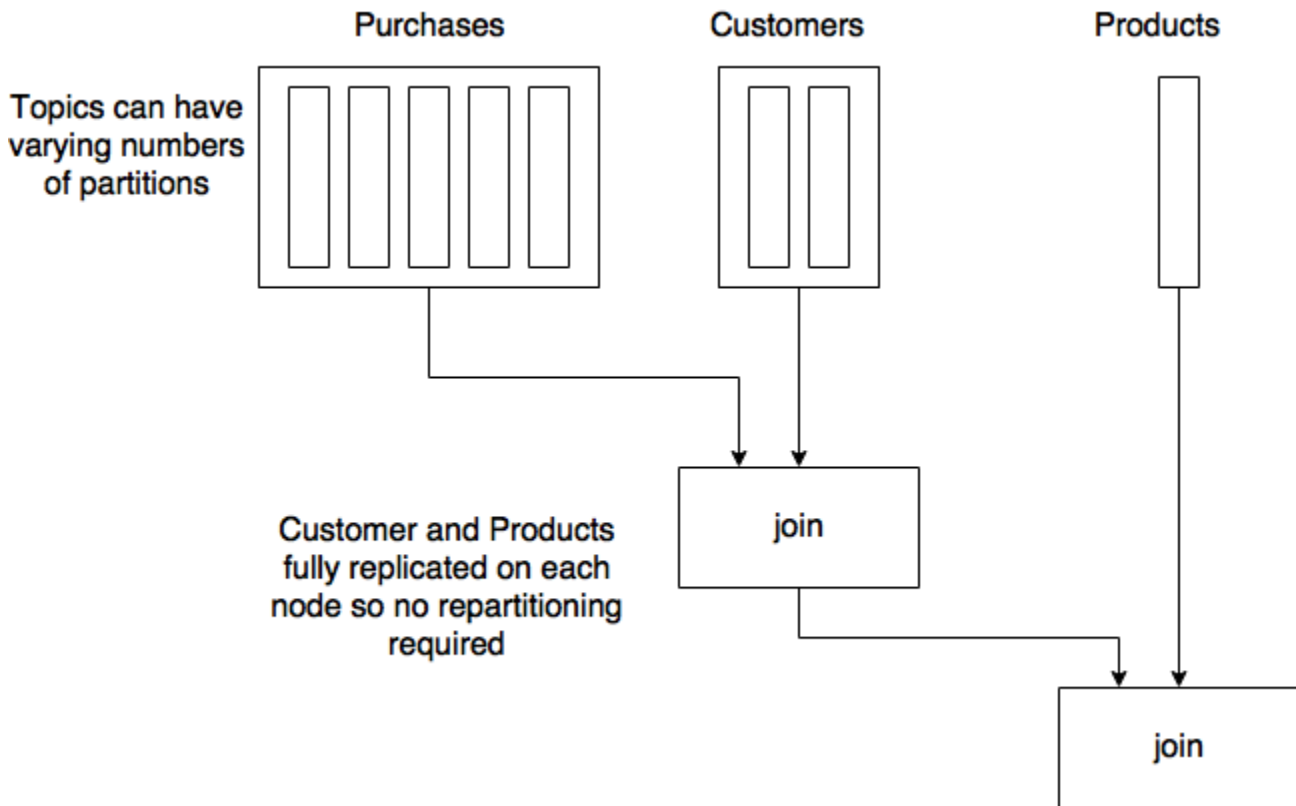 Purchases
Customers
Products
Topics can have
varying numbers
of partitions
Customer and Products
fully replicated on each
node so no repartitioning
required
join
join